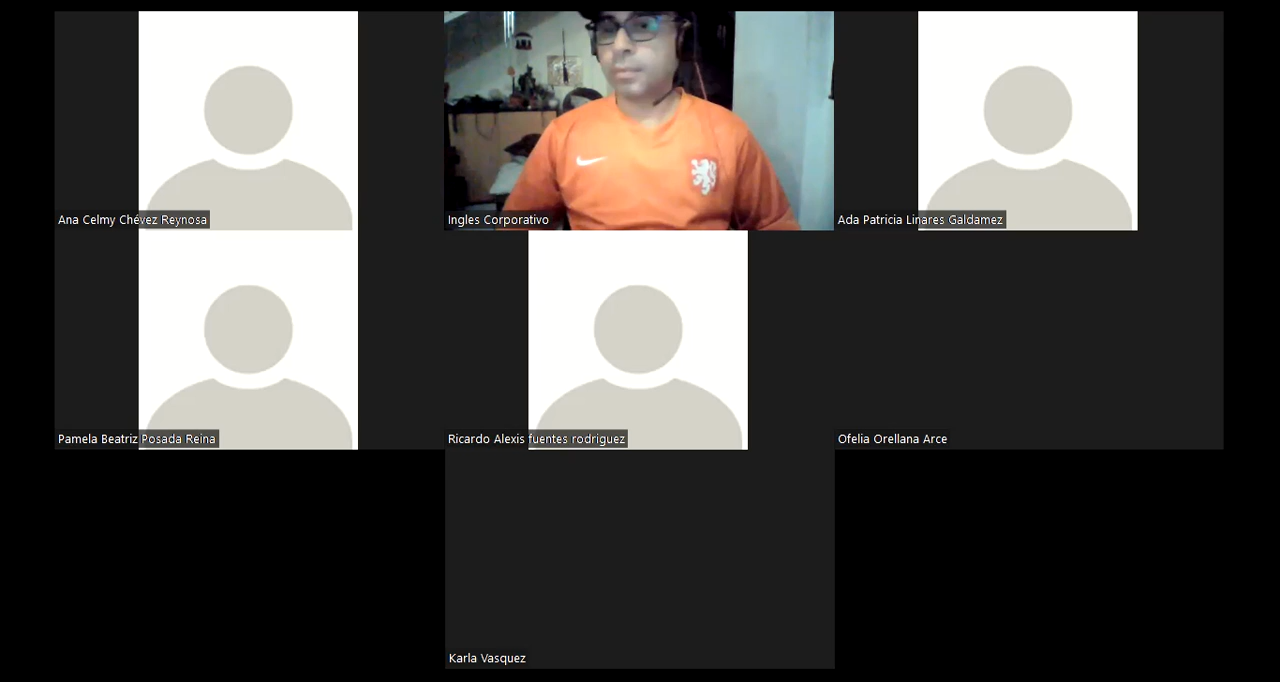 Ana Celmy Chévez Reynosa
Ingles Corporativo
Ada Patricia Linares Galdamez
Pamela Beatriz Posada Reina
Ricardo Alexis fuentes rodriguez
Ofelia Orellana Arce
Karla Vasquez